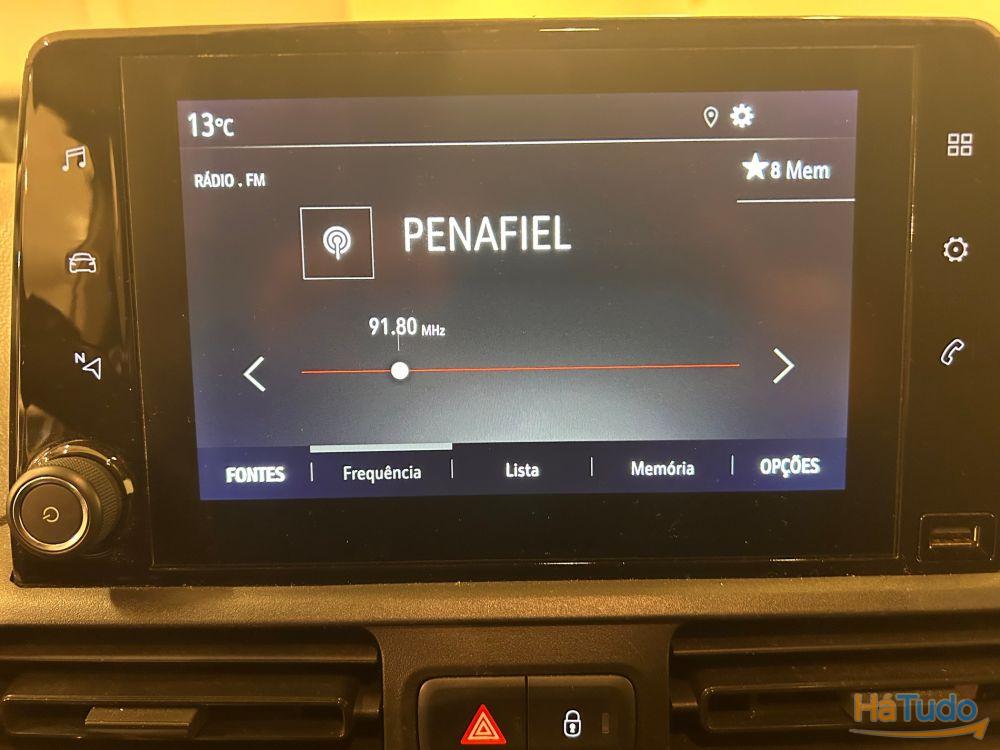 13°C
RÁDIO . FM
8 Mem
PENAFIEL
91.80 MHz
N
FONTES
Frequência
Lista
Memória
OPÇÕES
HáTudo